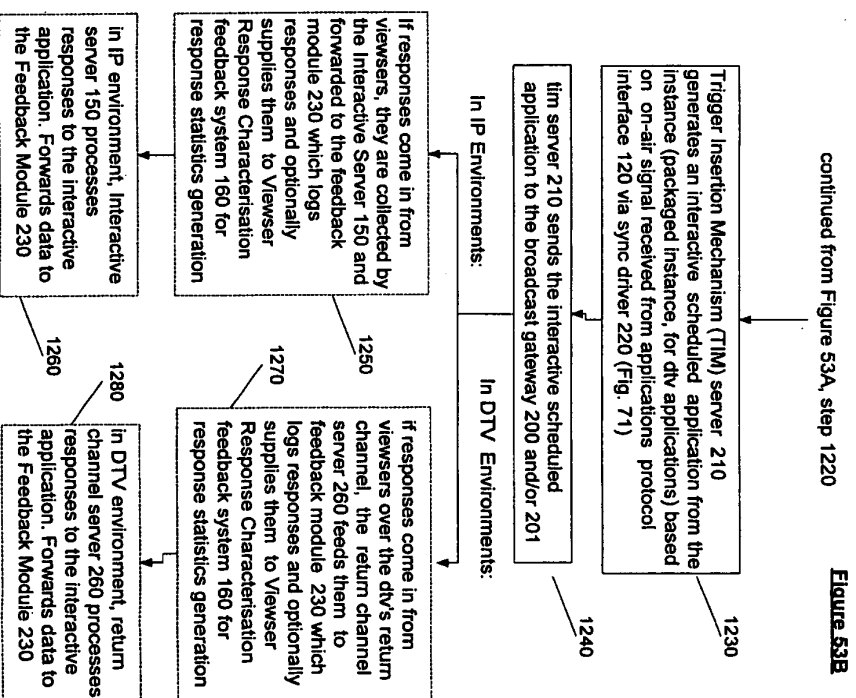 Figure 53B
continued from Figure 53A, step 1220
Trigger Insertion Mechanism (TIM) server 210
generates an interactive scheduled application from the
instance (packaged instance, for dtv applications) based
on on-air signal received from applications protocol
interface 120 via sync driver 220 (Fig. 71)
1230
tim server 210 sends the interactive scheduled
application to the broadcast gateway 200 and/or 201
1240
In IP Environments:
In DTV Environments:
If responses come in from
viewsers, they are collected by
the Interactive Server 150 and
forwarded to the feedback
module 230 which logs
responses and optionally
supplies them to Viewser
Response Characterisation
feedback system 160 for
response statistics generation
1250
if responses come in from
viewsers over the dtv's return
channel, the return channel
server 260 feeds them to
feedback module 230 which
logs responses and optionally
supplies them to Viewser
Response Characterisation
feedback system 160 for
response statistics generation
1270
in IP environment, Interactive
server 150 processes
responses to the interactive
application. Forwards data to
the Feedback Module 230
1260
in DTV environment, return
channel server 260 processes
responses to the interactive
application. Forwards data to
the Feedback Module 230
1280